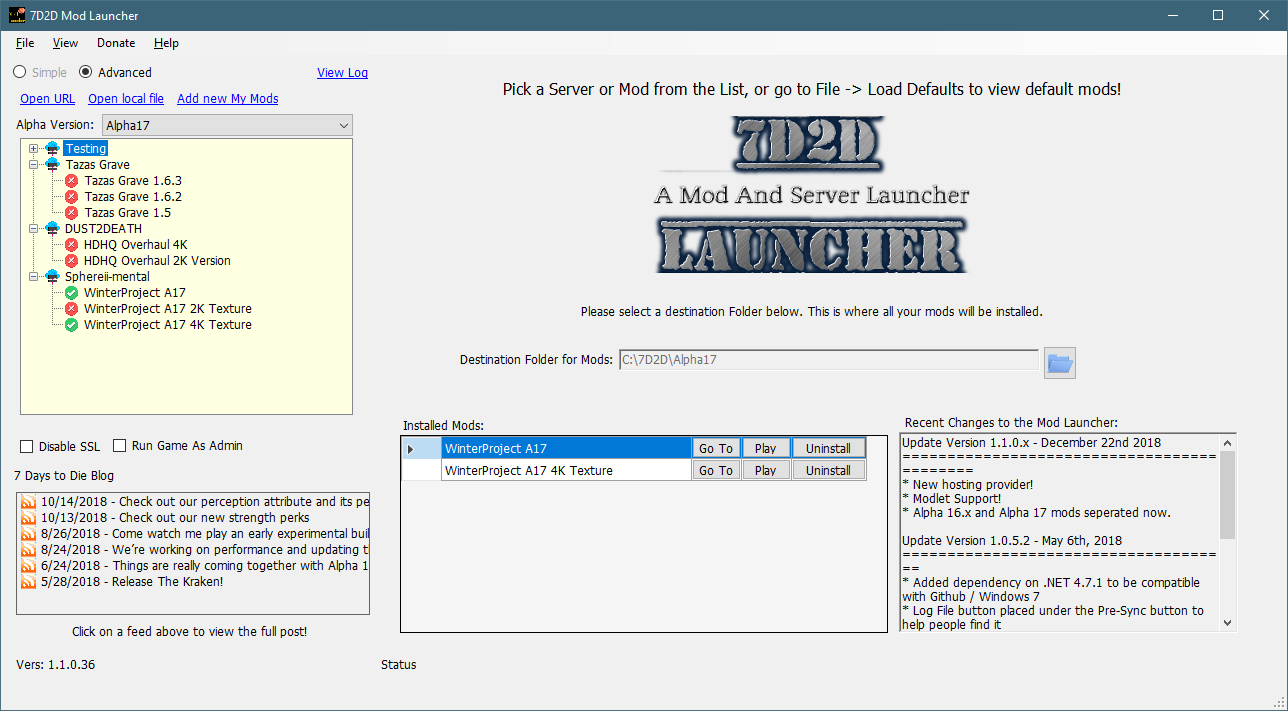 7D2D Mod Launcher
File View Donate Help
Simple Advanced View Log
Open URL Open local file Add new My Mods
Alpha Version: Alpha17
Testing
Tazas Grave
Tazas Grave 1.6.3
Tazas Grave 1.6.2
Tazas Grave 1.5
DUST2DEATH
HDHQ Overhaul 4K
HDHQ Overhaul 2K Version
Sphereii-mental
WinterProject A17
WinterProject A17 2K Texture
WinterProject A17 4K Texture
Disable SSL Run Game As Admin
7 Days to Die Blog
10/14/2018 - Check out our perception attribute and its pe
10/13/2018 - Check out our new strength perks
8/26/2018 - Come watch me play an early experimental buil
8/24/2018 - We're working on performance and updating t
6/24/2018 - Things are really coming together with Alpha 1
5/28/2018 - Release The Kraken!
Click on a feed above to view the full post!
Vers: 1.1.0.36
Pick a Server or Mod from the List, or go to File -> Load Defaults to view default mods!
7D2D
A Mod And Server Launcher
LAUNCHER
Please select a destination Folder below. This is where all your mods will be installed.
Destination Folder for Mods: C:\7D2D\Alpha17
Installed Mods:
WinterProject A17 Go To Play Uninstall
WinterProject A17 4K Texture Go To Play Uninstall
Status
Recent Changes to the Mod Launcher:
Update Version 1.1.0.x - December 22nd 2018
===================================
========
* New hosting provider!
* Modlet Support!
* Alpha 16.x and Alpha 17 mods seperated now.
Update Version 1.0.5.2 - May 6th, 2018
===================================
==
* Added dependency on .NET 4.7.1 to be compatible
with Github / Windows 7
* Log File button placed under the Pre-Sync button to
help people find it